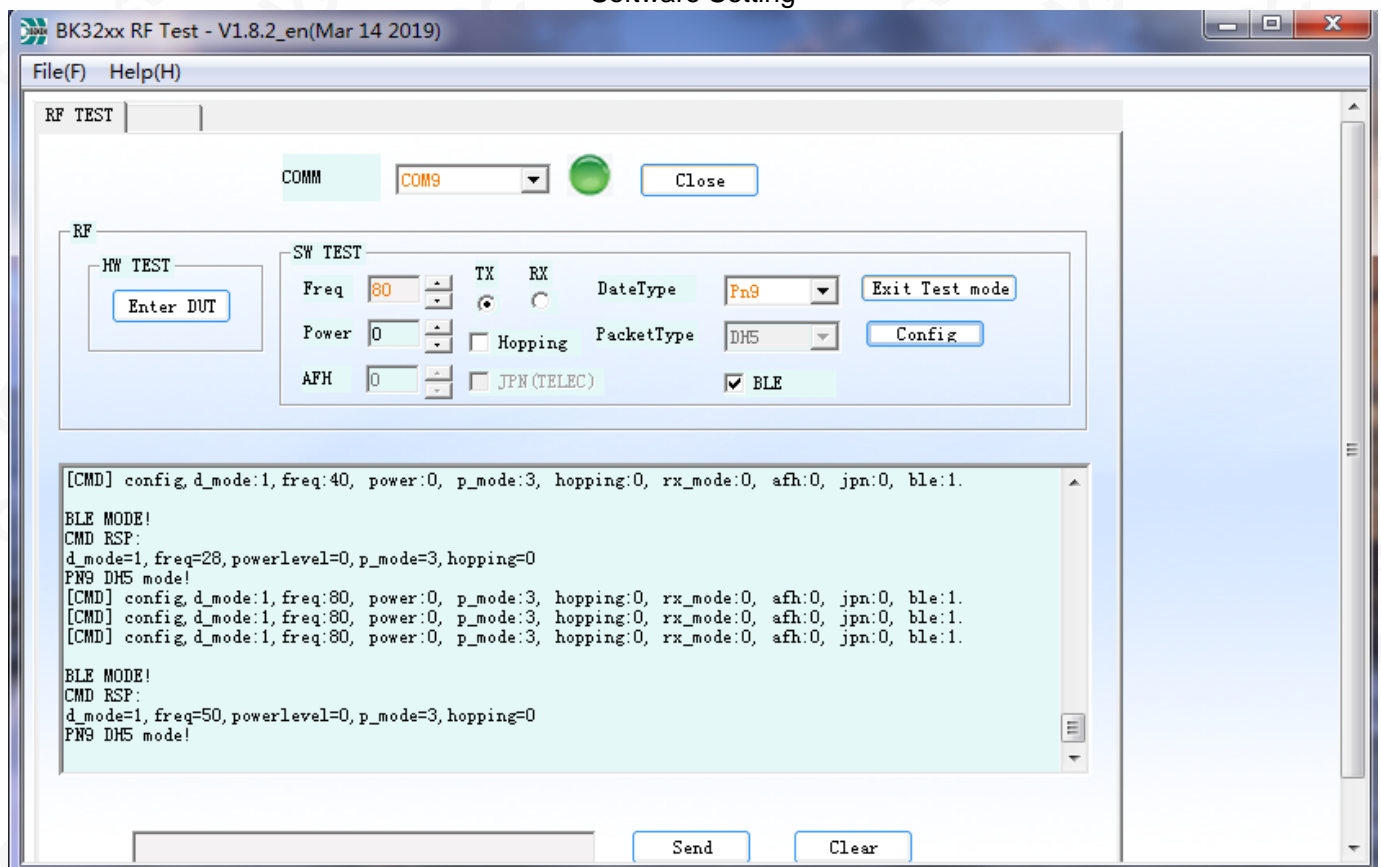 Software Setting
BK32xx RF Test - V1.8.2_en(Mar 14 2019)
File(F) Help(H)
RF TEST
COMM COM9 Close
RF
HW TEST
Enter DUT
SW TEST
Freq 80 TX RX DateType Pn9 Exit Test mode
Power 0 Hopping PacketType DH5 Config
AFH 0 JPN(TELEC) BLE
[CMD] config, d_mode:1, freq:40, power:0, p_mode:3, hopping:0, rx_mode:0, afh:0, jpn:0, ble:1.
BLE MODE!
CMD RSP:
d_mode=1, freq=28, powerlevel=0, p_mode=3, hopping=0
PN9 DH5 mode!
[CMD] config, d_mode:1, freq:80, power:0, p_mode:3, hopping:0, rx_mode:0, afh:0, jpn:0, ble:1.
[CMD] config, d_mode:1, freq:80, power:0, p_mode:3, hopping:0, rx_mode:0, afh:0, jpn:0, ble:1.
[CMD] config, d_mode:1, freq:80, power:0, p_mode:3, hopping:0, rx_mode:0, afh:0, jpn:0, ble:1.
BLE MODE!
CMD RSP:
d_mode=1, freq=50, powerlevel=0, p_mode=3, hopping=0
PN9 DH5 mode!
Send Clear